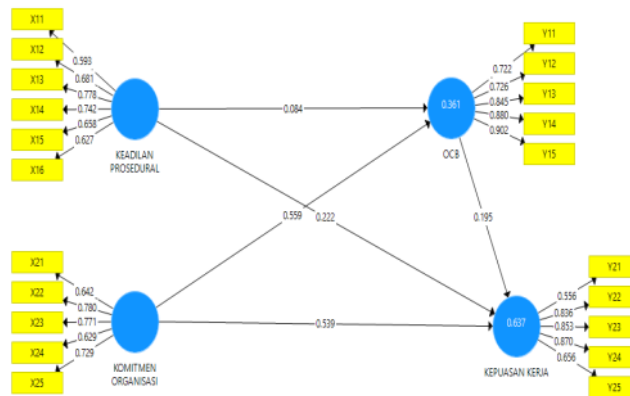 X11
X12
X13
X14
X15
X16
0.593
0.681
0.778
0.742
0.658
0.627
KEADILAN
PROSEDURAL
0.084
0.222
0.361
OCB
0.722
0.726
0.845
0.880
0.902
Y11
Y12
Y13
Y14
Y15
0.559
0.195
X21
X22
X23
X24
X25
0.642
0.780
0.771
0.629
0.729
KOMITMEN
ORGANISASI
0.539
0.637
KEPUASAN KERJA
0.556
0.836
0.853
0.870
0.656
Y21
Y22
Y23
Y24
Y25